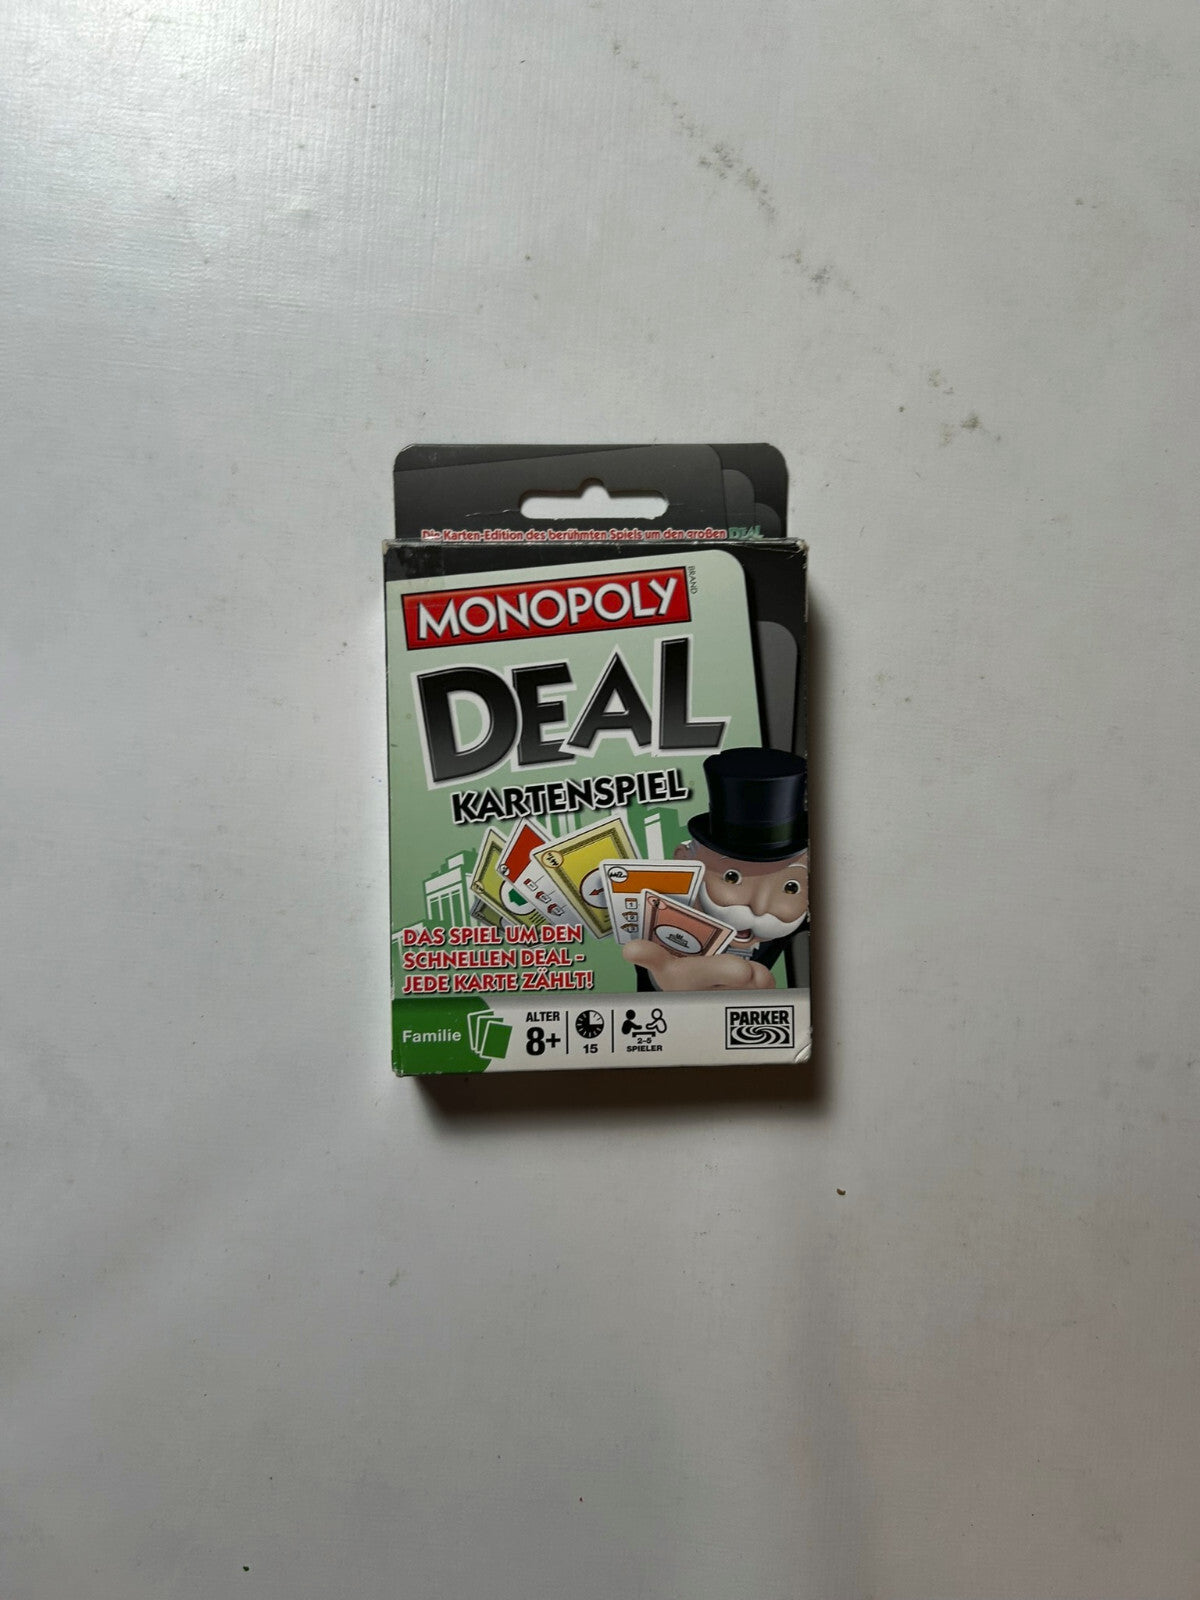 Die Karten-Edition des berühmten Spiels um den großen DEAL
MONOPOLY
BRAND
DEAL
KARTENSPIEL
DAS SPIEL UM DEN
SCHNELLEN DEAL -
JEDE KARTE ZÄHLT!
Familie
ALTER
8+
15
2-5
SPIELER
PARKER